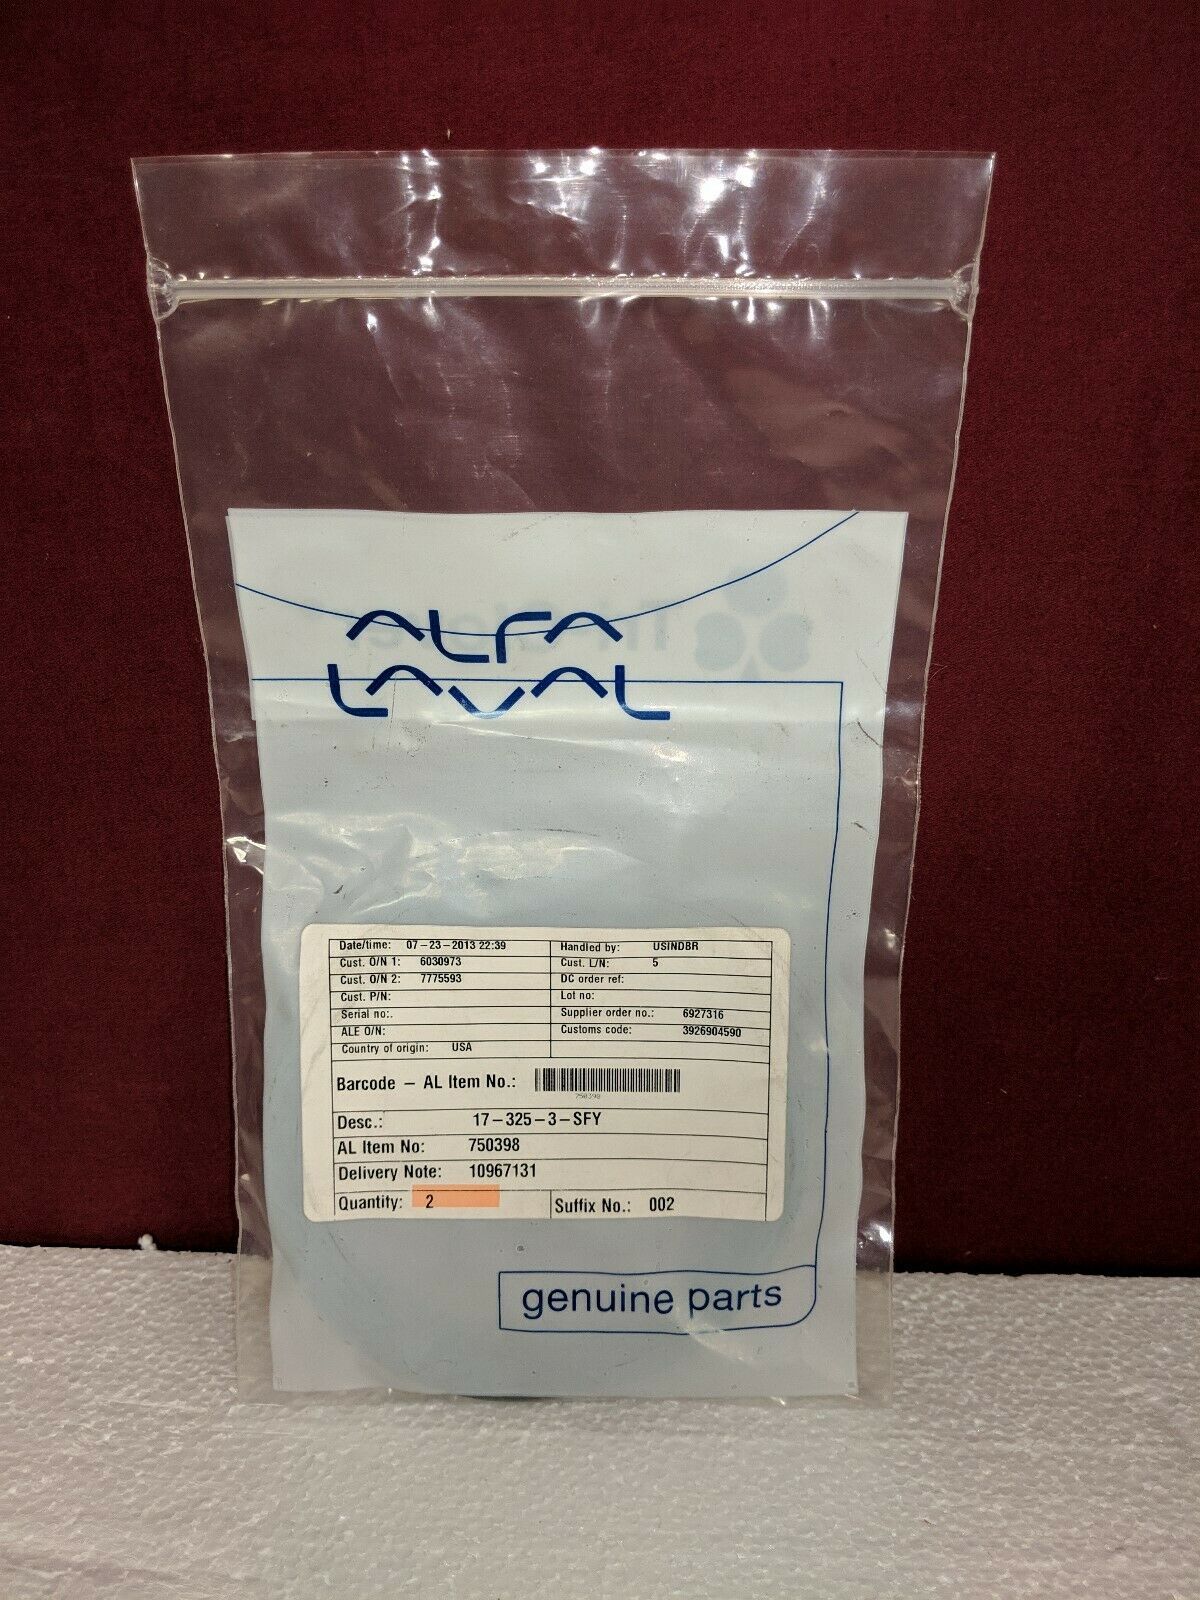 ALFA
LAVAL
Date/time: 07-23-2013 22:39 Handled by: USINDBR
Cust. O/N 1: 6030973 Cust. L/N: 5
Cust. O/N 2: 7775593 DC order ref:
Cust. P/N: Lot no:
Serial no:. Supplier order no.: 6927316
ALE O/N: Customs code: 3926904590
Country of origin: USA
Barcode - AL Item No.:
750398
Desc.: 17-325-3-SFY
AL Item No: 750398
Delivery Note: 10967131
Quantity: 2 Suffix No.: 002
genuine parts